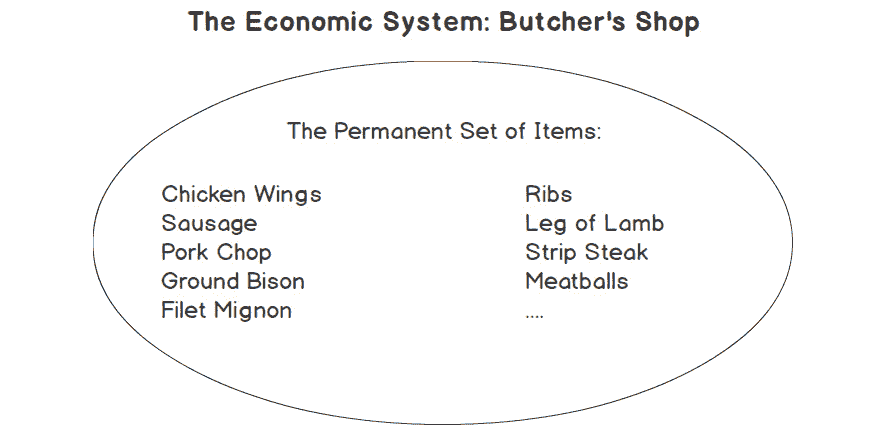 The Economic System: Butcher's Shop
The Permanent Set of Items:
Chicken Wings
Sausage
Pork Chop
Ground Bison
Filet Mignon
Ribs
Leg of Lamb
Strip Steak
Meatballs
....